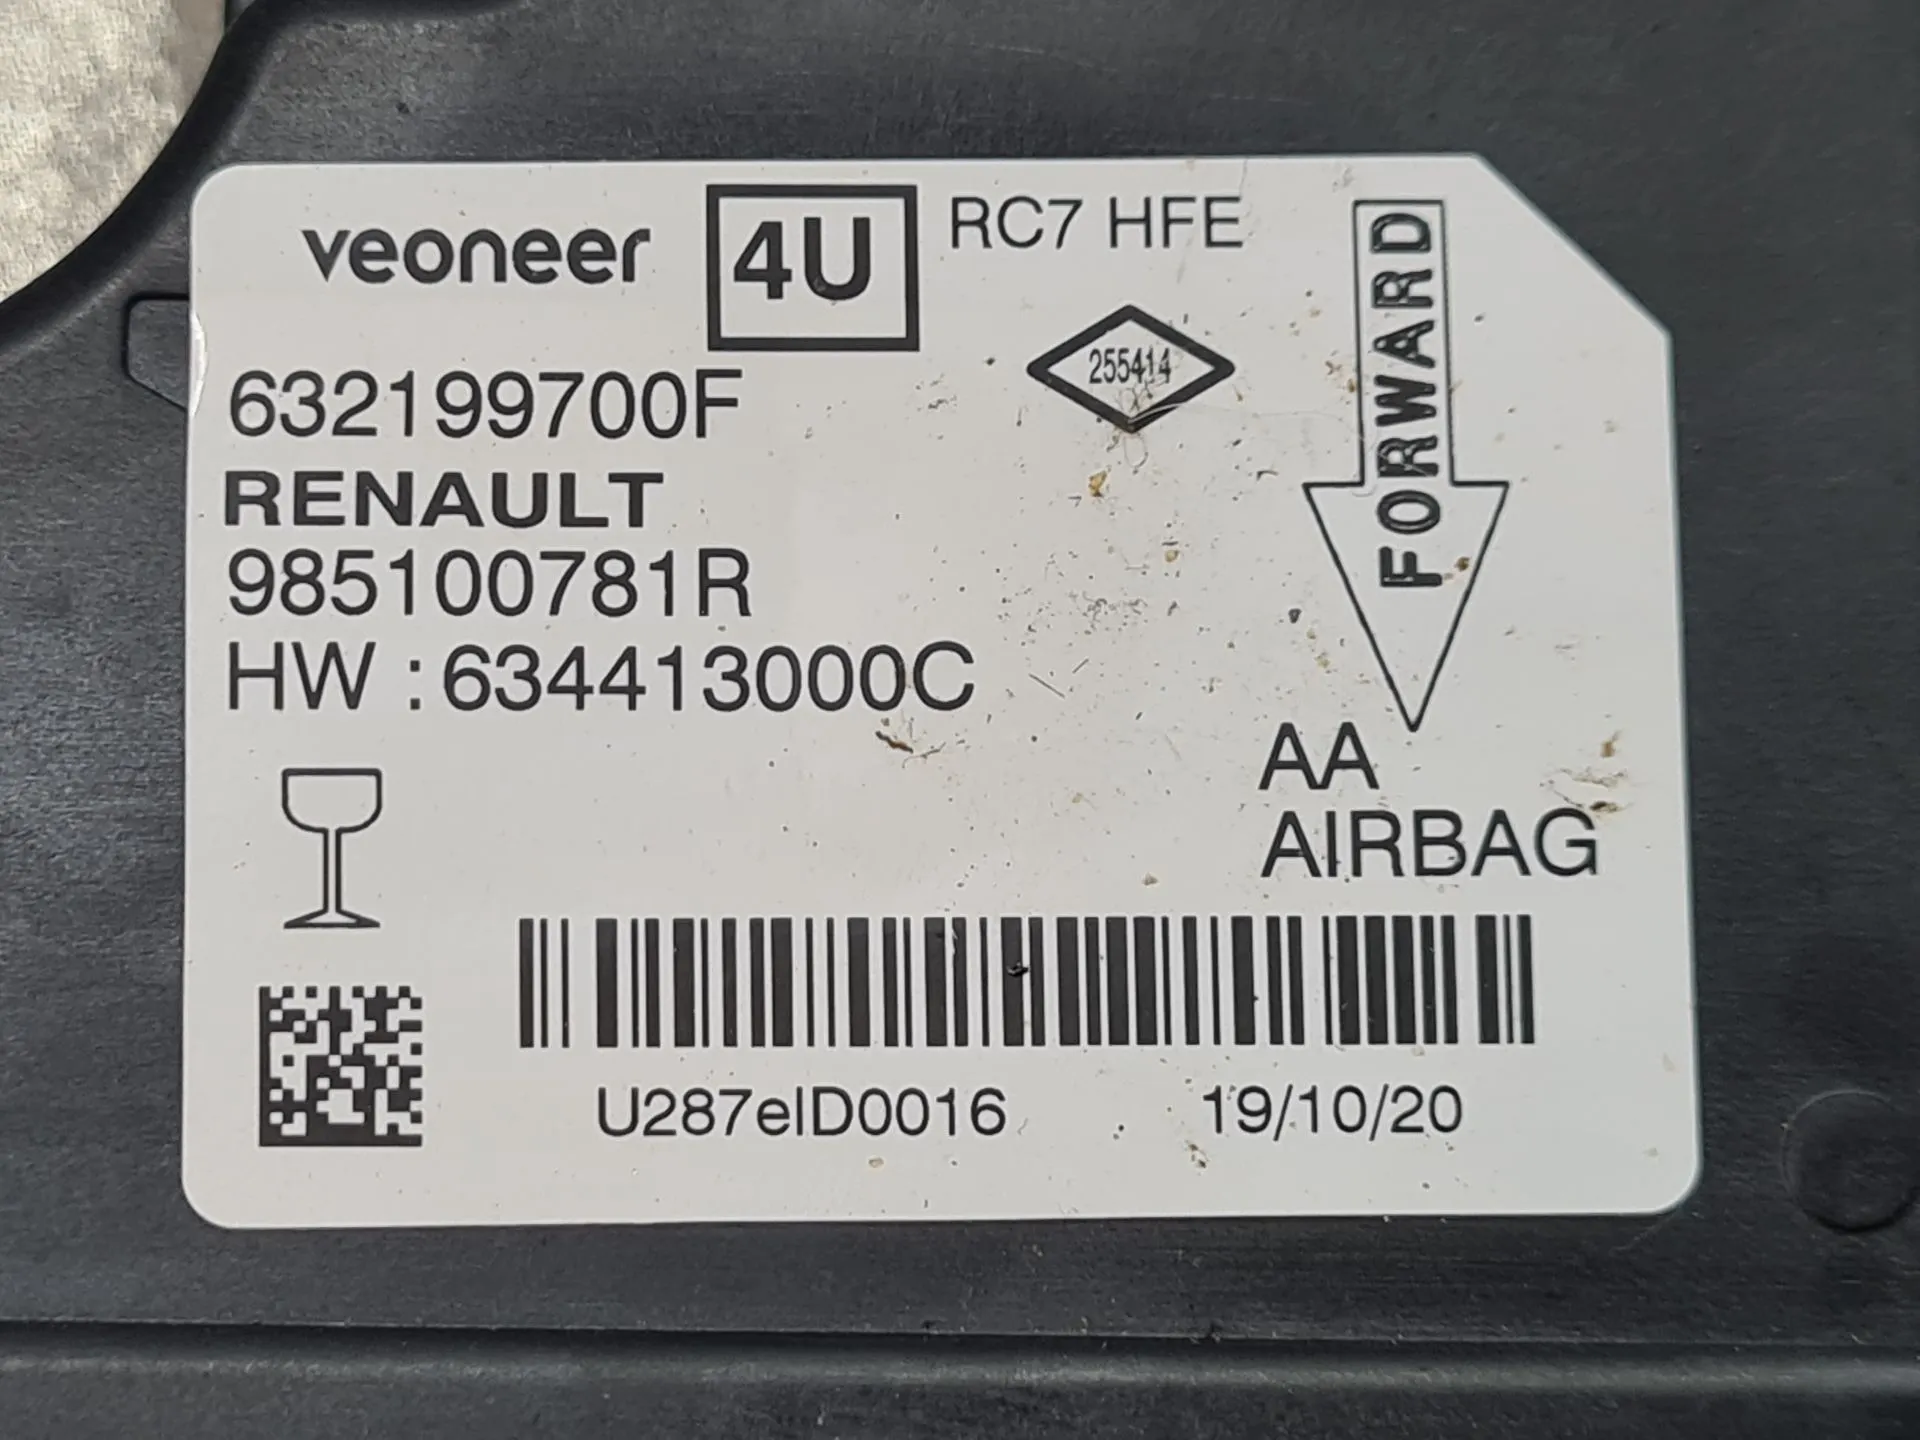 veoneer
4U
RC7 HFE
255414
FORWARD
632199700F
RENAULT
985100781R
HW : 634413000C
AA
AIRBAG
U287eID0016
19/10/20